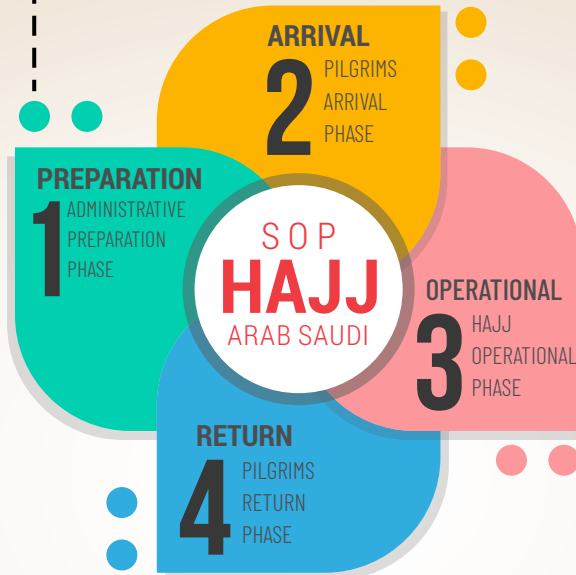 SOP
HAJJ
ARAB SAUDI
PREPARATION
1
ADMINISTRATIVE
PREPARATION
PHASE
ARRIVAL
2
PILGRIMS
ARRIVAL
PHASE
OPERATIONAL
3
HAJJ
OPERATIONAL
PHASE
RETURN
4
PILGRIMS
RETURN
PHASE